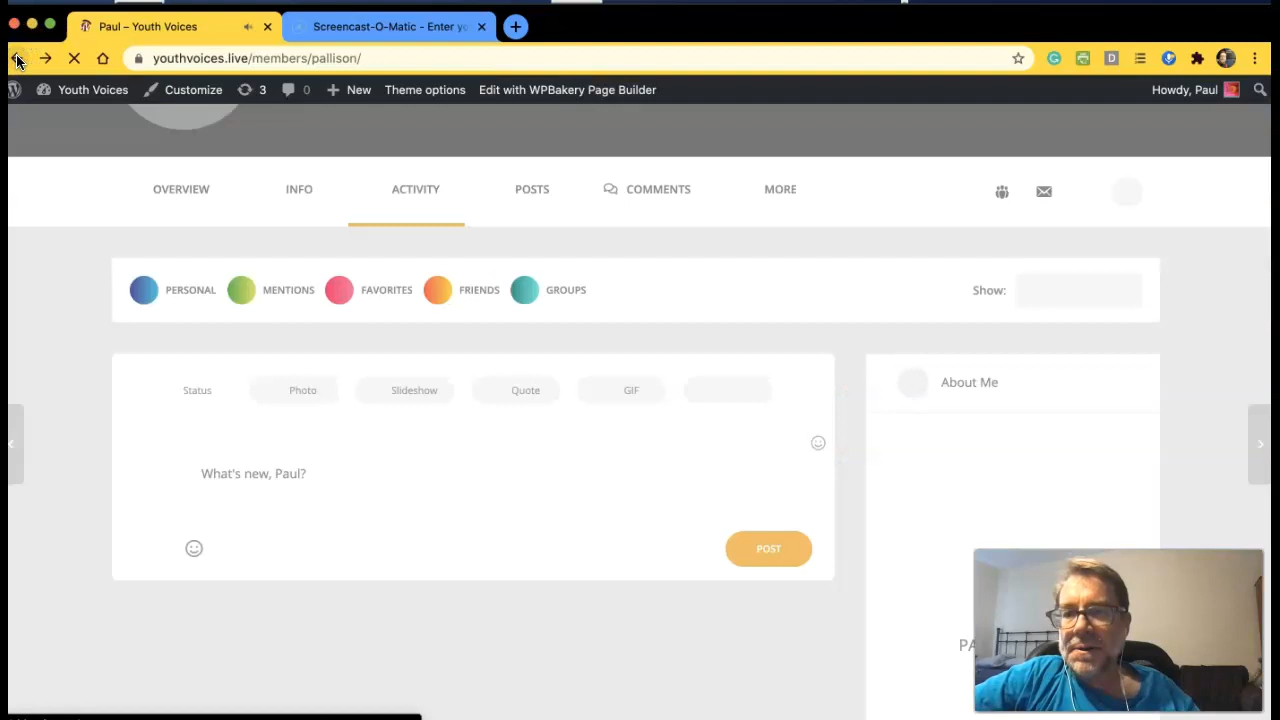 Paul – Youth Voices
Screencast-O-Matic - Enter yo
youthvoices.live/members/pallison/
Youth Voices Customize 3 0 New Theme options Edit with WPBakery Page Builder Howdy, Paul
OVERVIEW INFO ACTIVITY POSTS COMMENTS MORE
PERSONAL MENTIONS FAVORITES FRIENDS GROUPS Show:
Status Photo Slideshow Quote GIF
About Me
What's new, Paul?
POST
PA